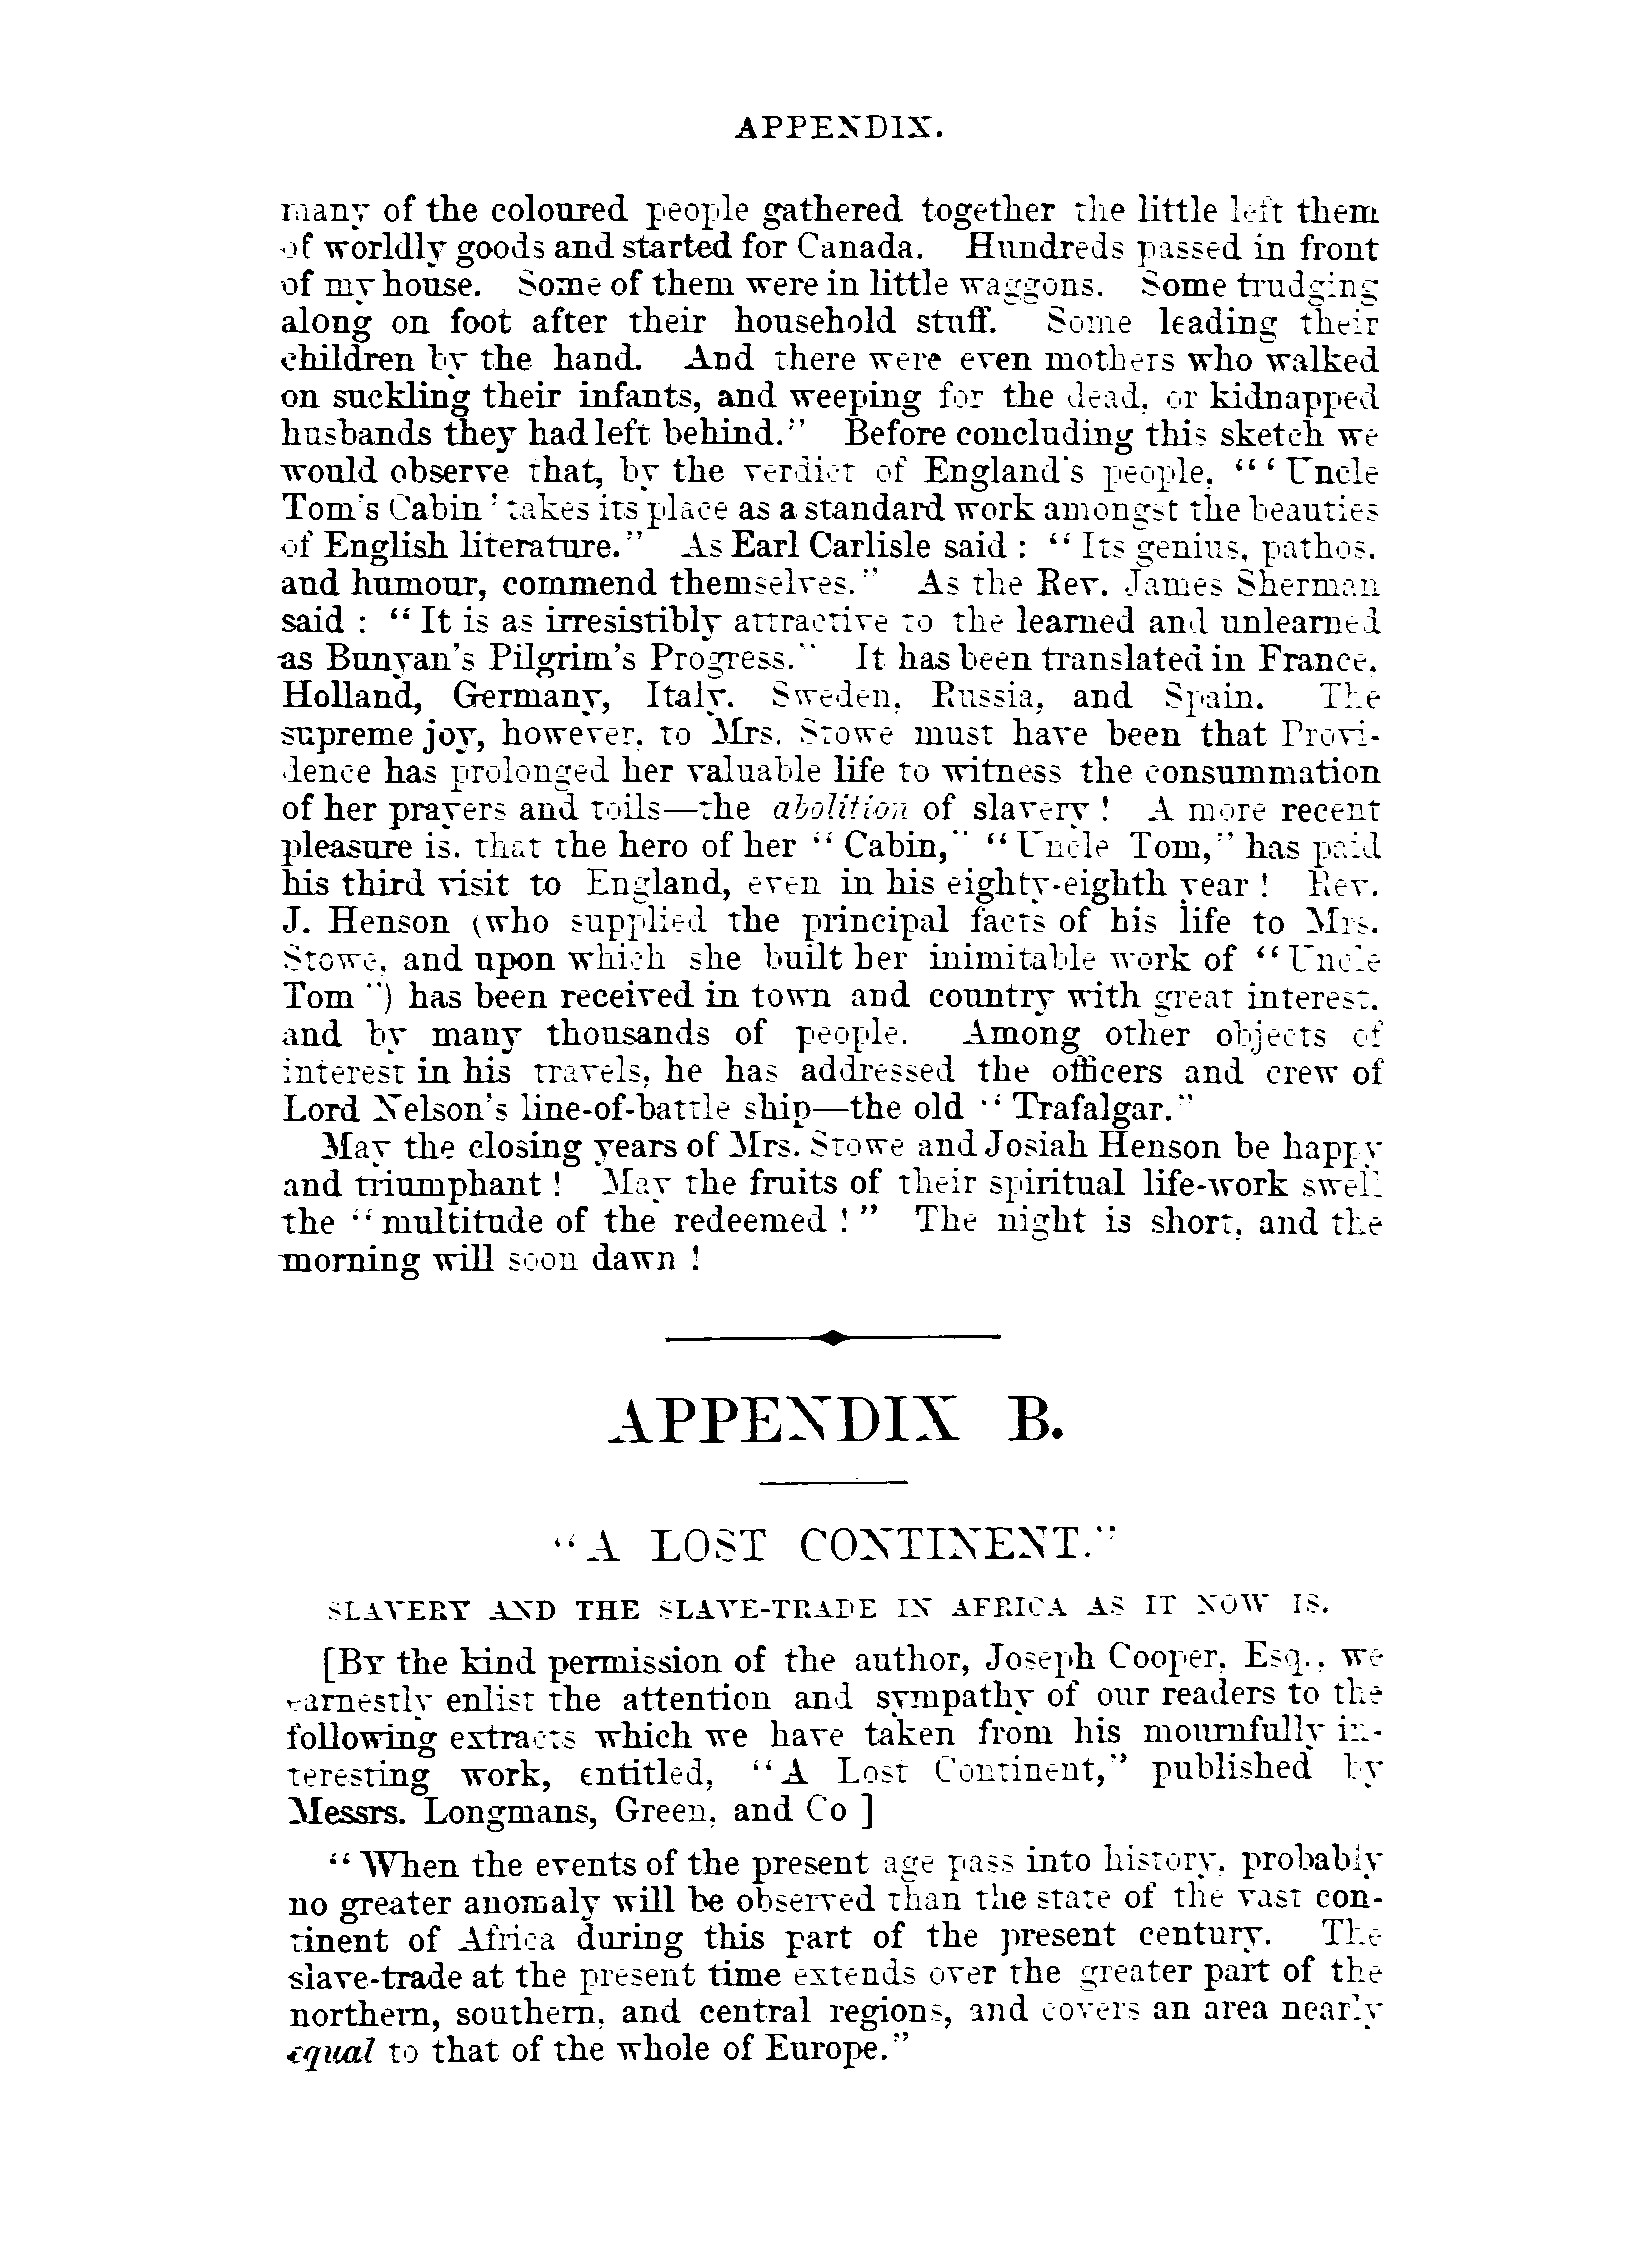 APPENDIX.
many of the coloured people gathered together the little left them
of worldly goods and started for Canada. Hundreds passed in front
of my house. Some of them were in little waggons. Some trudging
along on foot after their household stuff. Some leading their
children by the hand. And there were even mothers who walked
on suckling their infants, and weeping for the dead, or kidnapped
husbands they had left behind." Before concluding this sketch we
would observe that, by the verdict of England's people, "'Uncle
Tom's Cabin' takes its place as a standard work amongst the beauties
of English literature." As Earl Carlisle said : "Its genius, pathos,
and humour, commend themselves." As the Rev. James Sherman
said : "It is as irresistibly attractive to the learned and unlearned
as Bunyan's Pilgrim's Progress." It has been translated in France,
Holland, Germany, Italy, Sweden, Russia, and Spain. The
supreme joy, however, to Mrs. Stowe must have been that Provi-
dence has prolonged her valuable life to witness the consummation
of her prayers and toils—the abolition of slavery ! A more recent
pleasure is, that the hero of her "Cabin," "Uncle Tom," has paid
his third visit to England, even in his eighty-eighth year ! Rev.
J. Henson (who supplied the principal facts of his life to Mrs.
Stowe, and upon which she built her inimitable work of "Uncle
Tom") has been received in town and country with great interest,
and by many thousands of people. Among other objects of
interest in his travels, he has addressed the officers and crew of
Lord Nelson's line-of-battle ship—the old "Trafalgar."
May the closing years of Mrs. Stowe and Josiah Henson be happy
and triumphant ! May the fruits of their spiritual life-work swell
the "multitude of the redeemed !" The night is short, and the
morning will soon dawn !
APPENDIX B.
"A LOST CONTINENT."
SLAVERY AND THE SLAVE-TRADE IN AFRICA AS IT NOW IS.
[BY the kind permission of the author, Joseph Cooper, Esq., we
earnestly enlist the attention and sympathy of our readers to the
following extracts which we have taken from his mournfully in-
teresting work, entitled, "A Lost Continent," published by
Messrs. Longmans, Green, and Co ]
"When the events of the present age pass into history, probably
no greater anomaly will be observed than the state of the vast con-
tinent of Africa during this part of the present century. The
slave-trade at the present time extends over the greater part of the
northern, southern, and central regions, and covers an area nearly
equal to that of the whole of Europe."